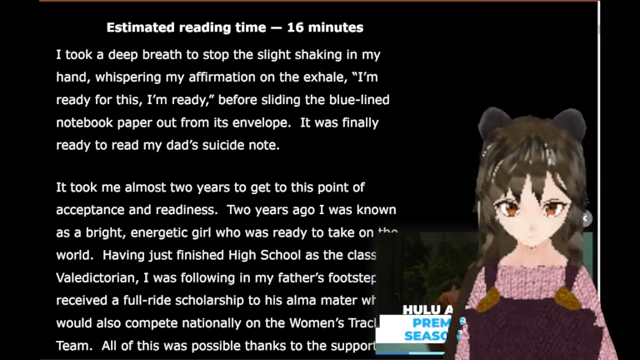 Estimated reading time — 16 minutes
I took a deep breath to stop the slight shaking in my
hand, whispering my affirmation on the exhale, “I’m
ready for this, I’m ready,” before sliding the blue-lined
notebook paper out from its envelope.  It was finally
ready to read my dad’s suicide note.
It took me almost two years to get to this point of
acceptance and readiness.  Two years ago I was known
as a bright, energetic girl who was ready to take on the
world.  Having just finished High School as the class
Valedictorian, I was following in my father’s footstep
received a full-ride scholarship to his alma mater
would also compete nationally on the Women’s Track
Team.  All of this was possible thanks to the support
HULU
PREM
SEASO